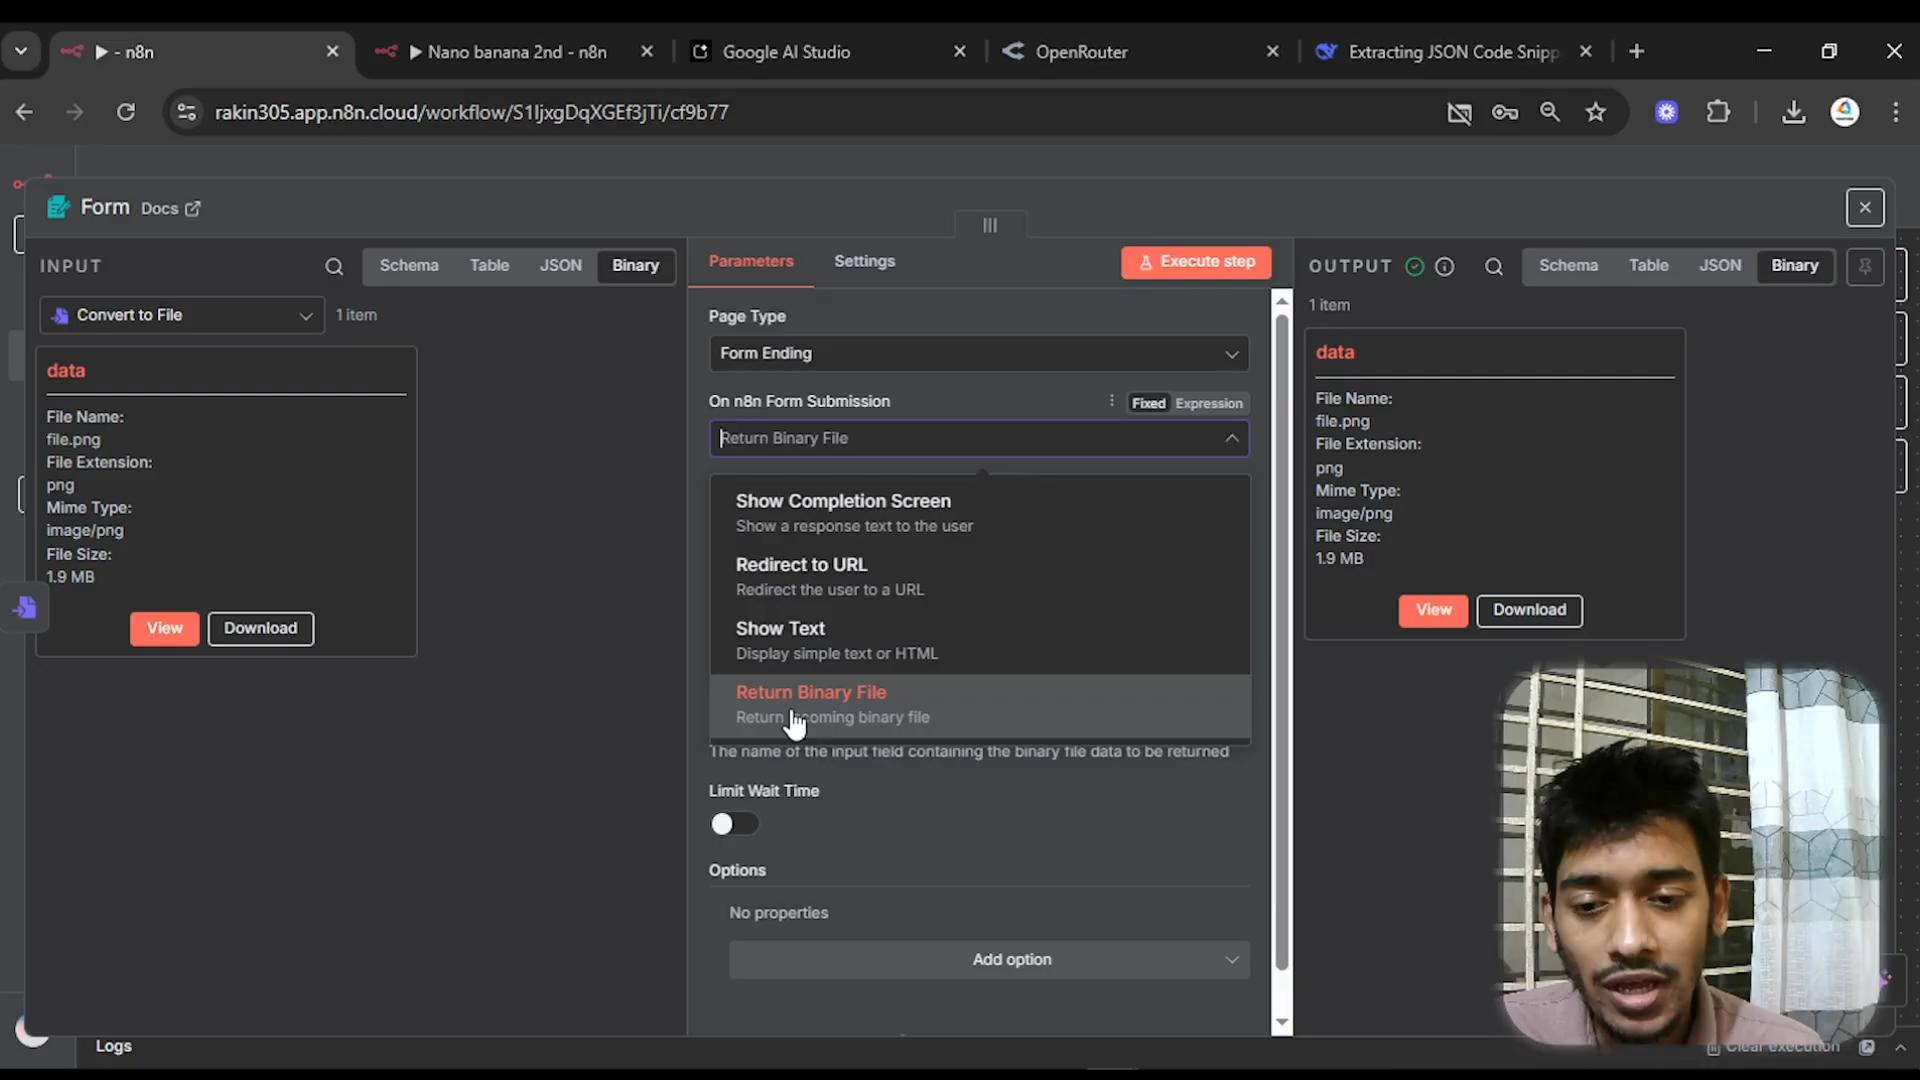 - n8n
Nano banana 2nd - n8n
Google AI Studio
OpenRouter
Extracting JSON Code Snipp
rakin305.app.n8n.cloud/workflow/S1IjxgDqXGEf3jTi/cf9b77
Form
Docs
INPUT
Schema
Table
JSON
Binary
Convert to File
1 item
data
File Name:
file.png
File Extension:
png
Mime Type:
image/png
File Size:
1.9 MB
View
Download
Parameters
Settings
Execute step
Page Type
Form Ending
On n8n Form Submission
Fixed
Expression
Return Binary File
Show Completion Screen
Show a response text to the user
Redirect to URL
Redirect the user to a URL
Show Text
Display simple text or HTML
Return Binary File
Return incoming binary file
The name of the input field containing the binary file data to be returned
Limit Wait Time
Options
No properties
Add option
OUTPUT
Schema
Table
JSON
Binary
1 item
data
File Name:
file.png
File Extension:
png
Mime Type:
image/png
File Size:
1.9 MB
View
Download
Logs
Clear execution